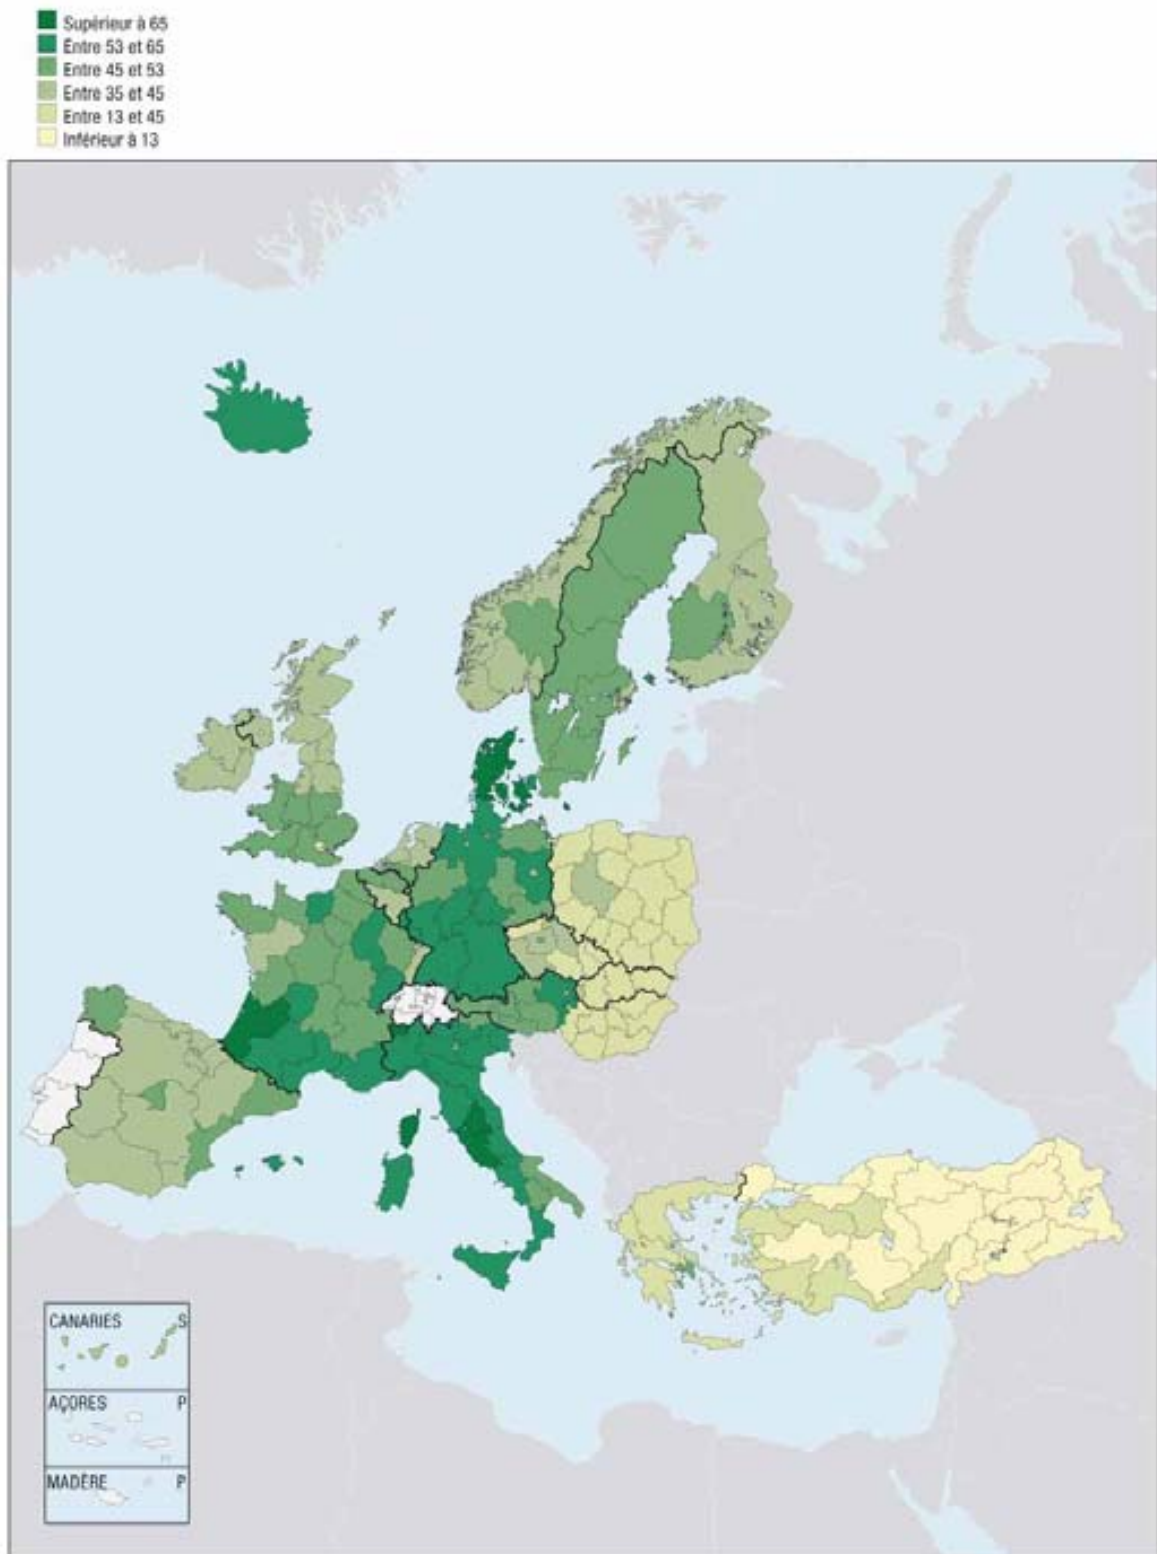 Supérieur à 65
Entre 53 et 65
Entre 45 et 53
Entre 35 et 45
Entre 13 et 45
Inférieur à 13
CANARIES S
AÇORES P
MADÈRE P